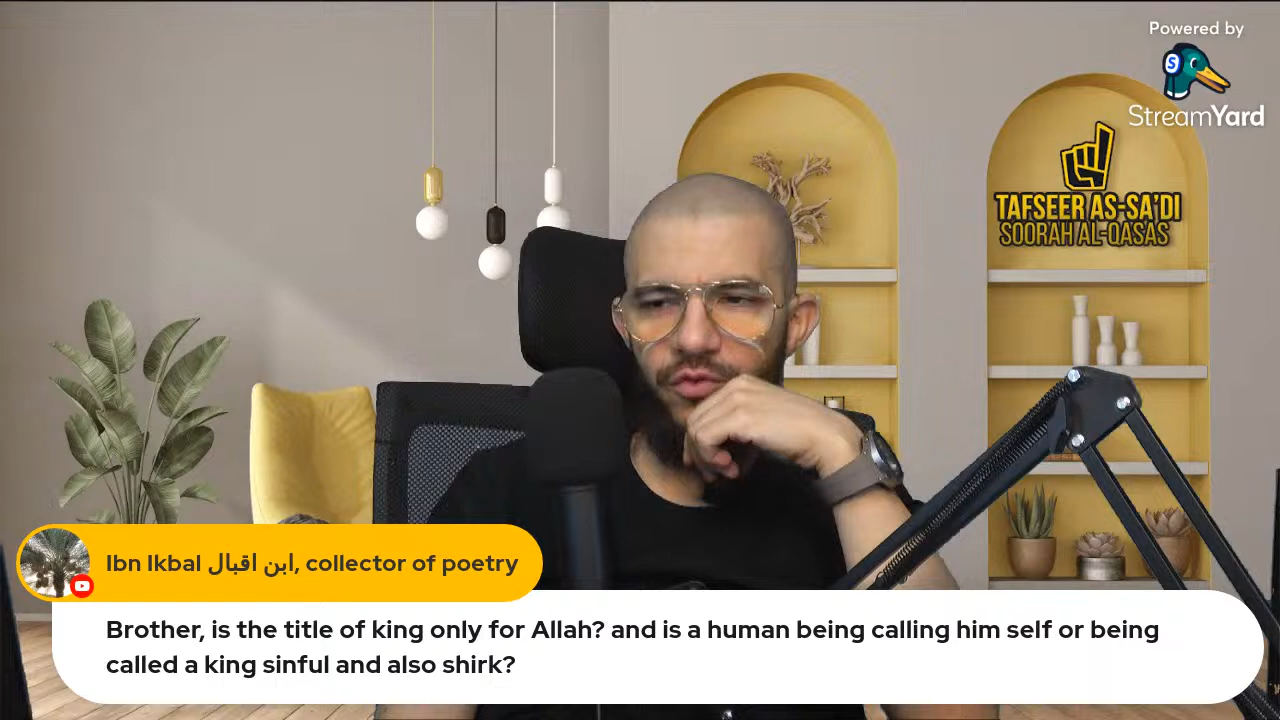 Powered by
StreamYard
TAFSEER AS-SA'DI
SOORAH AL-QASAS
Ibn Ikbal ابن اقبال, collector of poetry
Brother, is the title of king only for Allah? and is a human being calling him self or being
called a king sinful and also shirk?